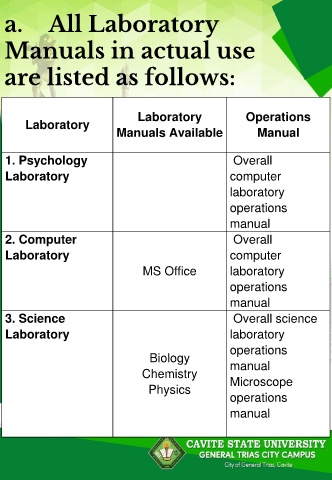 a. All Laboratory
Manuals in actual use
are listed as follows:
Laboratory
Laboratory
Manuals Available
Operations
Manual
1. Psychology
Laboratory
Overall
computer
laboratory
operations
manual
2. Computer
Laboratory
MS Office
Overall
computer
laboratory
operations
manual
3. Science
Laboratory
Biology
Chemistry
Physics
Overall science
laboratory
operations
manual
Microscope
operations
manual
CAVITE STATE UNIVERSITY
GENERAL TRIAS CITY CAMPUS
City of General Trias, Cavite